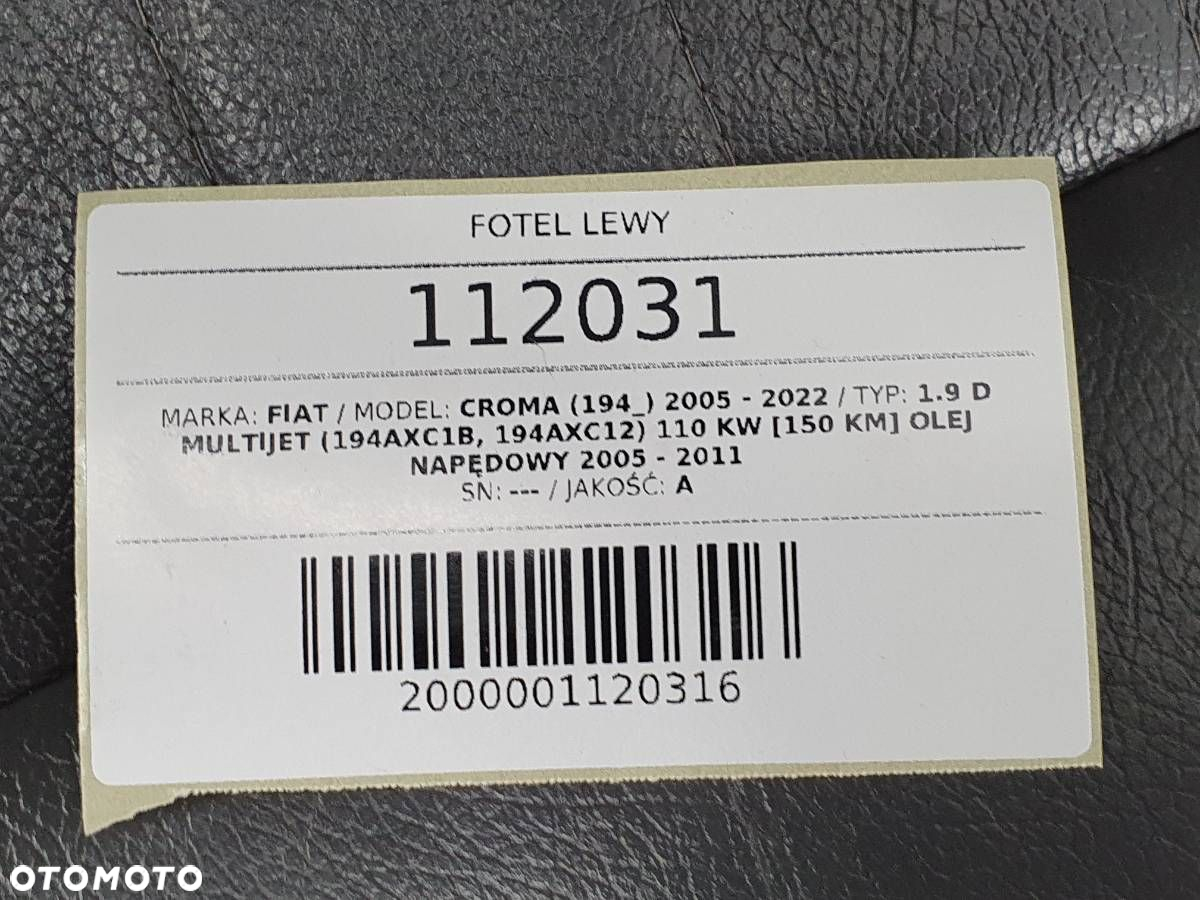 FOTEL LEWY
112031
MARKA: FIAT / MODEL: CROMA (194_) 2005 - 2022 / TYP: 1.9 D
MULTIJET (194AXC1B, 194AXC12) 110 KW [150 KM] OLEJ
NAPĘDOWY 2005 - 2011
SN: --- / JAKOŚĆ: A
2000001120316
OTOMOTO